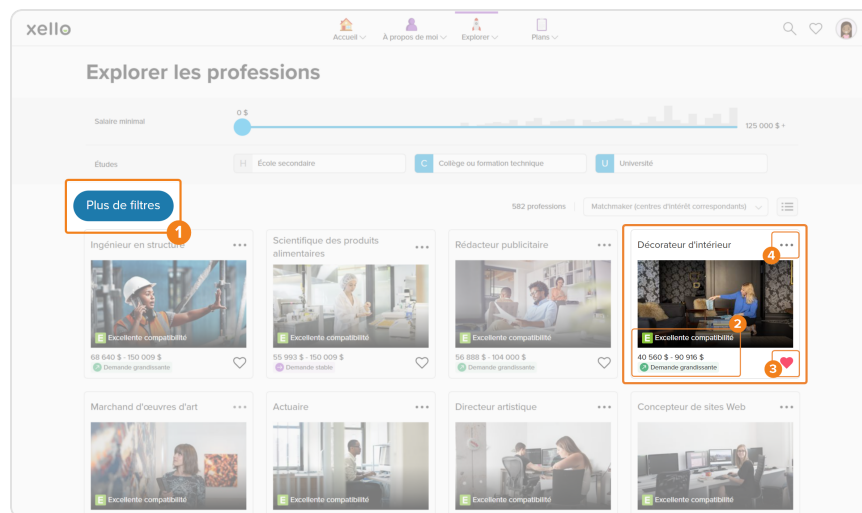 xello
Accueil
À propos de moi
Explorer
Plans
Explorer les professions
Salaire minimal
0 $
125 000 $ +
Études
H École secondaire
C Collège ou formation technique
U Université
Plus de filtres
1
582 professions
Matchmaker (centres d'intérêt correspondants)
Ingénieur en structure
Excellente compatibilité
68 640 $ - 150 009 $
Demande grandissante
Scientifique des produits
alimentaires
Excellente compatibilité
55 993 $ - 150 009 $
Demande stable
Rédacteur publicitaire
E Excellente compatibilité
56 888 $ - 104 000 $
Demande grandissante
Décorateur d'intérieur
4
2
E Excellente compatibilité
40 560 $ - 90 916 $
Demande grandissante
3
Marchand d'œuvres d'art
E Excellente compatibilité
Actuaire
E Excellente compatibilité
Directeur artistique
E Excellente compatibilité
Concepteur de sites Web
E Excellente compatibilité